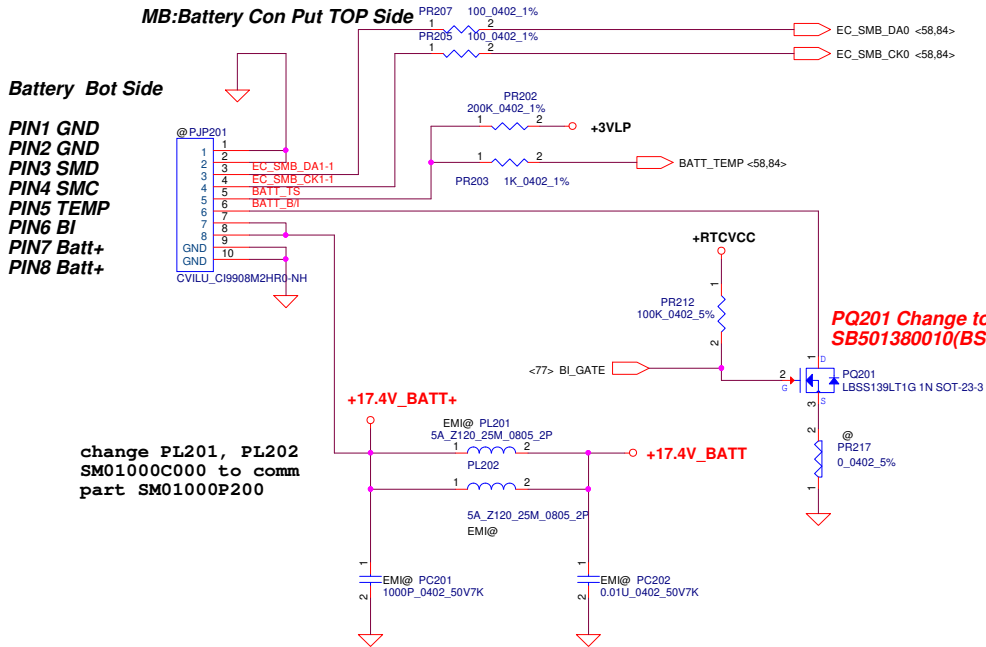 MB:Battery Con Put TOP Side
PR207 100_0402_1%
1 2
EC_SMB_DA0 <58,84>
PR205 100_0402_1%
1 2
EC_SMB_CK0 <58,84>
Battery Bot Side
PIN1 GND
PIN2 GND
PIN3 SMD
PIN4 SMC
PIN5 TEMP
PIN6 BI
PIN7 Batt+
PIN8 Batt+
@ PJP201
1 1
2 2
3 3 EC_SMB_DA1-1
4 4 EC_SMB_CK1-1
5 5 BATT_TS
6 6 BATT_B/I
7 7
8 8
GND 9
GND 10
CVILU_CI9908M2HR0-NH
PR202
200K_0402_1%
1 2
+3VLP
1 2
BATT_TEMP <58,84>
PR203 1K_0402_1%
+RTCVCC
1
PR212
100K_0402_5%
2
<77> BI_GATE
PQ201 Change to
SB501380010(BS
1 D
2 G
PQ201
LBSS139LT1G 1N SOT-23-3
3 S
2
@
PR217
0_0402_5%
1
+17.4V_BATT+
EMI@ PL201
5A_Z120_25M_0805_2P
1 2
+17.4V_BATT
PL202
1 2
5A_Z120_25M_0805_2P
EMI@
change PL201, PL202
SM01000C000 to comm
part SM01000P200
1
EMI@ PC201
1000P_0402_50V7K
2
1
EMI@ PC202
0.01U_0402_50V7K
2